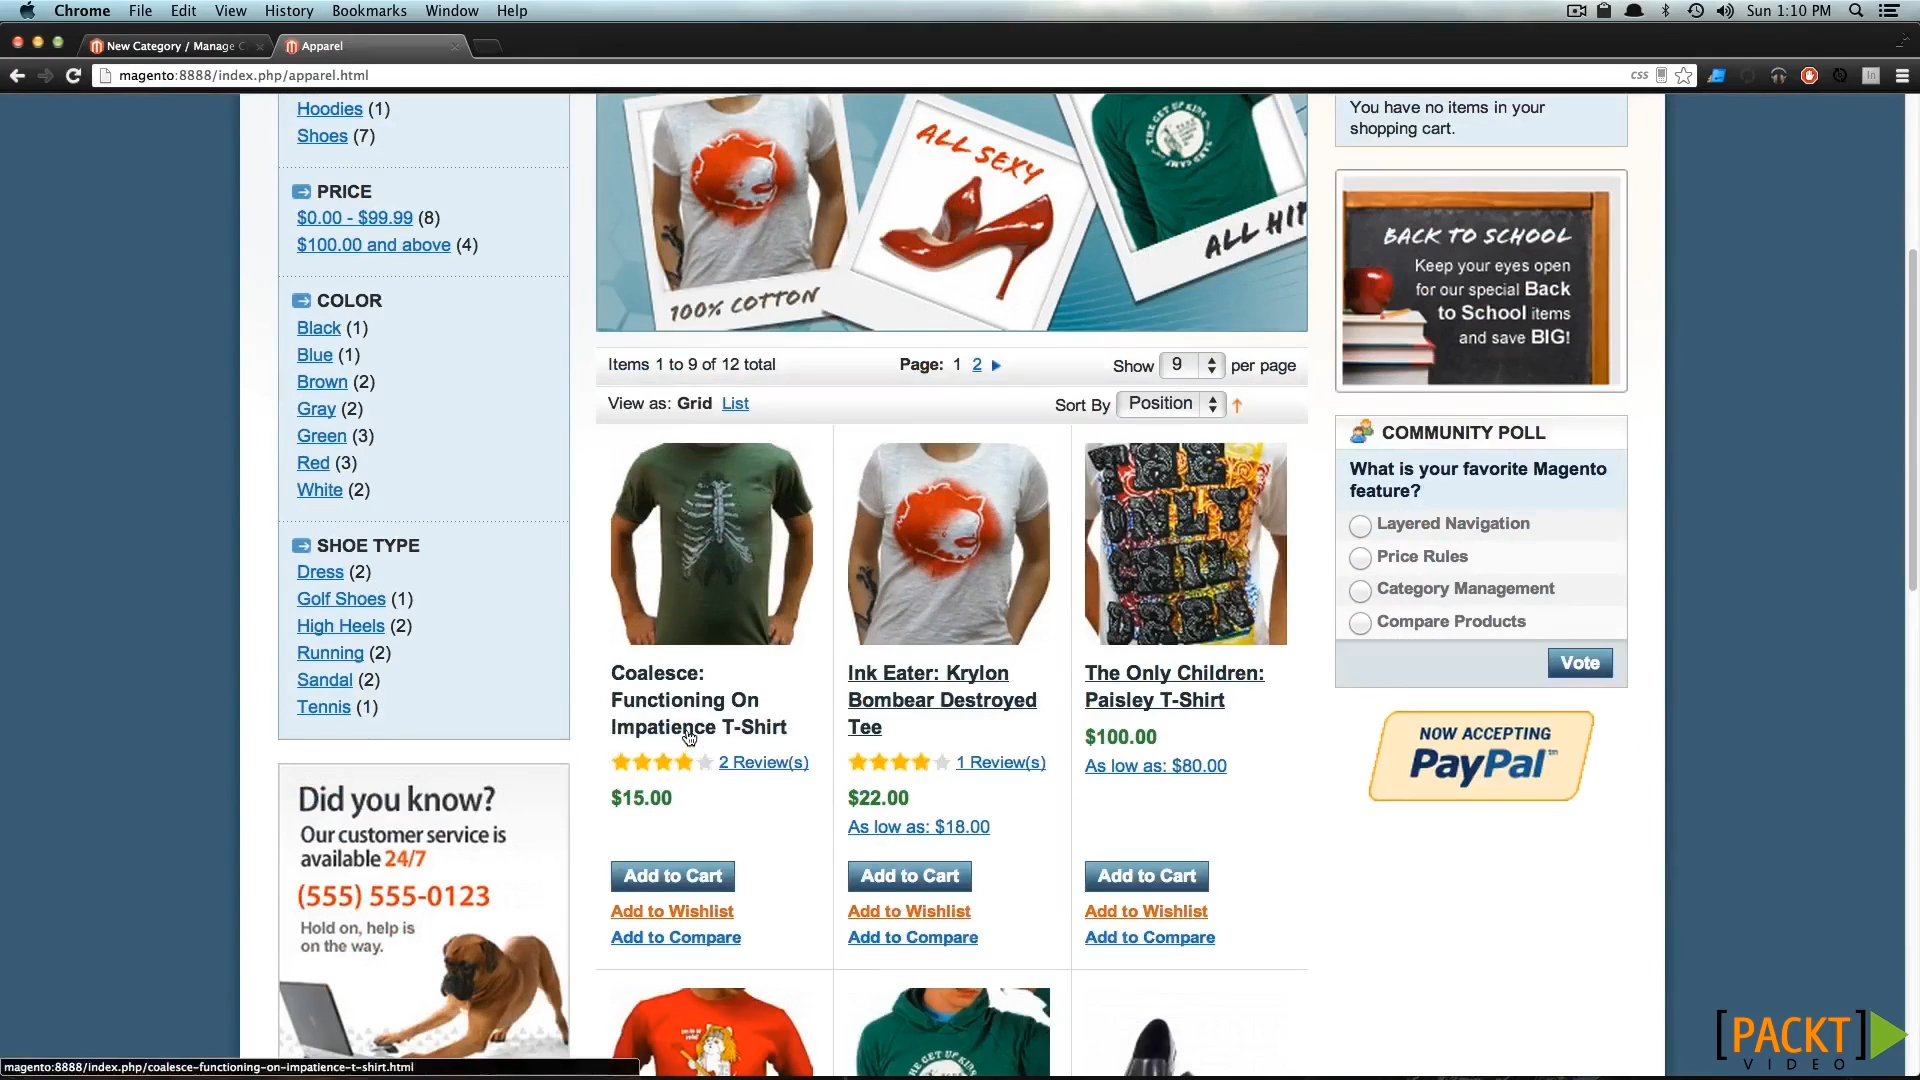 Chrome File Edit View History Bookmarks Window Help
Sun 1:10 PM
New Category / Manage C
Apparel
magento:8888/index.php/apparel.html
css
In
Hoodies (1)
Shoes (7)
PRICE
$0.00 - $99.99 (8)
$100.00 and above (4)
COLOR
Black (1)
Blue (1)
Brown (2)
Gray (2)
Green (3)
Red (3)
White (2)
SHOE TYPE
Dress (2)
Golf Shoes (1)
High Heels (2)
Running (2)
Sandal (2)
Tennis (1)
Did you know?
Our customer service is
available 24/7
(555) 555-0123
Hold on, help is
on the way.
100% COTTON
ALL SEXY
THE GET UP KIDS
ALL HIP
Items 1 to 9 of 12 total
Page: 1 2
Show 9 per page
View as: Grid List
Sort By Position
Coalesce:
Functioning On
Impatience T-Shirt
2 Review(s)
$15.00
Add to Cart
Add to Wishlist
Add to Compare
Ink Eater: Krylon
Bombear Destroyed
Tee
1 Review(s)
$22.00
As low as: $18.00
Add to Cart
Add to Wishlist
Add to Compare
The Only Children:
Paisley T-Shirt
$100.00
As low as: $80.00
Add to Cart
Add to Wishlist
Add to Compare
THE GET UP KIDS
You have no items in your
shopping cart.
BACK TO SCHOOL
Keep your eyes open
for our special Back
to School items
and save BIG!
COMMUNITY POLL
What is your favorite Magento
feature?
Layered Navigation
Price Rules
Category Management
Compare Products
Vote
NOW ACCEPTING
PayPal
[PACKT]
VIDEO
magento:8888/index.php/coalesce-functioning-on-impatience-t-shirt.html